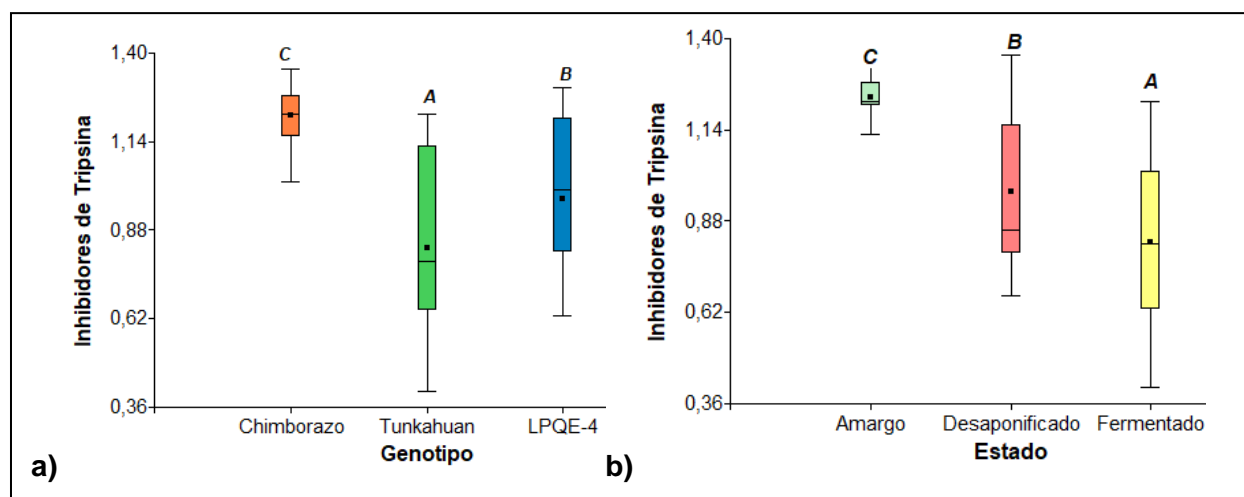 Inhibidores de Tripsina
1,40
1,14
0,88
0,62
0,36
C
A
B
Chimborazo
Tunkahuan
LPQE-4
Genotipo
a)
Inhibidores de Tripsina
1,40
1,14
0,88
0,62
0,36
C
B
A
Amargo
Desaponificado
Fermentado
Estado
b)